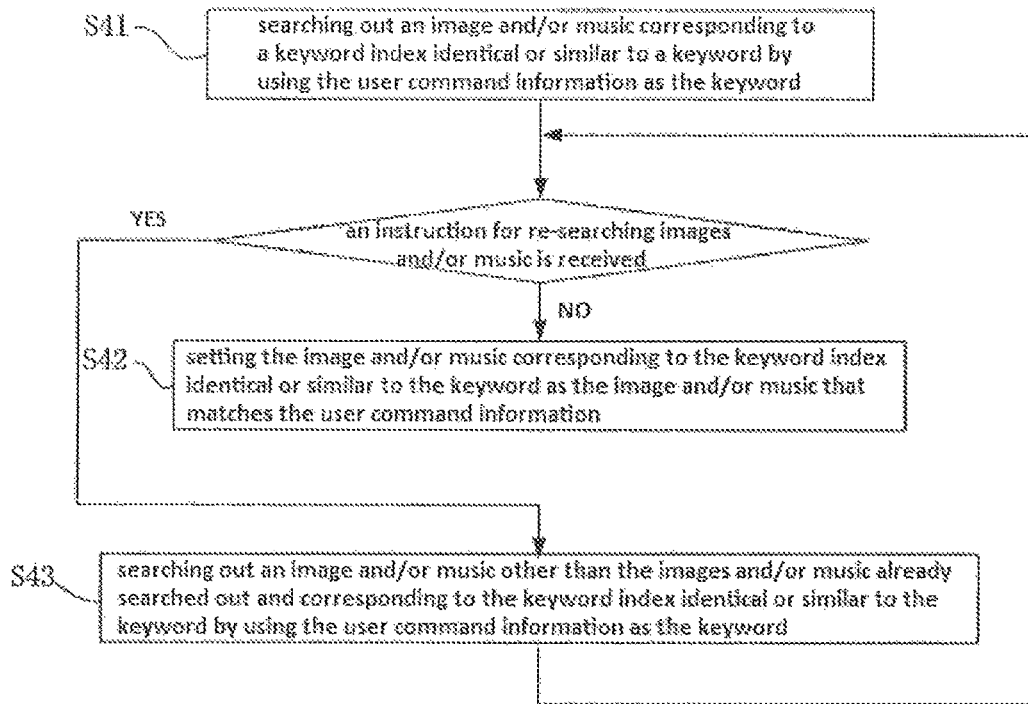 S41
searching out an image and/or music corresponding to
a keyword index identical or similar to a keyword by
using the user command information as the keyword
YES
an instruction for re-searching images
and/or music is received
NO
S42
setting the image and/or music corresponding to the keyword index
identical or similar to the keyword as the image and/or music that
matches the user command information
S43
searching out an image and/or music other than the images and/or music already
searched out and corresponding to the keyword index identical or similar to the
keyword by using the user command information as the keyword